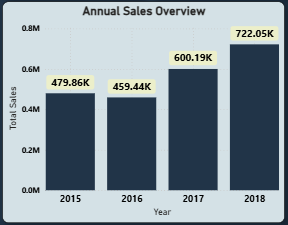 Annual Sales Overview
0.8M
722.05K
600.19K
0.6M
479.86K
459.44K
0.4M
Total Sales
0.2M
0.0M
2015 2016 2017 2018
Year